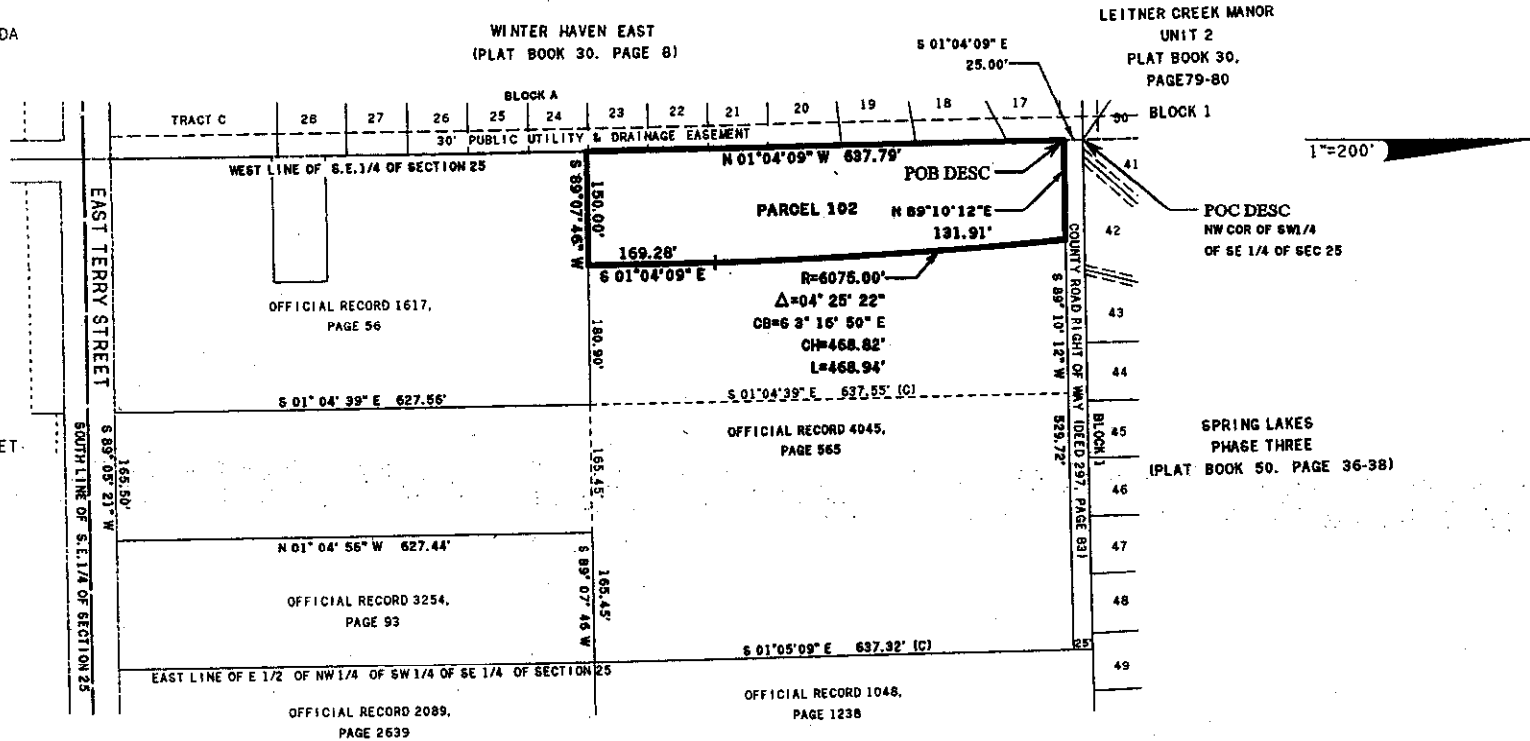 DA
WINTER HAVEN EAST
(PLAT BOOK 30. PAGE 8)
LEITNER CREEK MANOR
UNIT 2
PLAT BOOK 30,
PAGE79-80
S 01°04'09" E
25.00'
BLOCK A
TRACT C
28
27
26
25
24
23
22
21
20
19
18
17
30
BLOCK 1
30' PUBLIC UTILITY & DRAINAGE EASEMENT
WEST LINE OF S.E.1/4 OF SECTION 25
N 01°04'09" W 637.79'
POB DESC
1"=200'
41
PARCEL 102
N 89°10'12"E
131.91'
150.00'
S 89°07'46" W
POC DESC
NW COR OF SW1/4
OF SE 1/4 OF SEC 25
42
169.28'
S 01°04'09" E
R=6075.00'
Δ=04° 25' 22"
CB=6 3° 16' 50" E
CH=468.82'
L=468.94'
EAST TERRY STREET
OFFICIAL RECORD 1617,
PAGE 56
180.90'
43
44
COUNTY ROAD RIGHT OF WAY (DEED 297, PAGE 83)
S 89° 10' 12" W
529.72'
S 01° 04' 39" E 627.56'
S 01°04'39" E 637.55' (C)
OFFICIAL RECORD 4045,
PAGE 565
BLOCK 1
45
SPRING LAKES
PHASE THREE
(PLAT BOOK 50. PAGE 36-38)
ET
SOUTH LINE OF S.E.1/4 OF SECTION 25
S 89° 05' 21" W
165.50'
165.45'
46
47
N 01° 04' 56" W 627.44'
S 89° 07' 46 W
165.45'
OFFICIAL RECORD 3254,
PAGE 93
48
S 01°05'09" E 637.32' (C)
25'
49
EAST LINE OF E 1/2 OF NW 1/4 OF SW 1/4 OF SE 1/4 OF SECTION 25
OFFICIAL RECORD 2089,
PAGE 2639
OFFICIAL RECORD 1048,
PAGE 1238